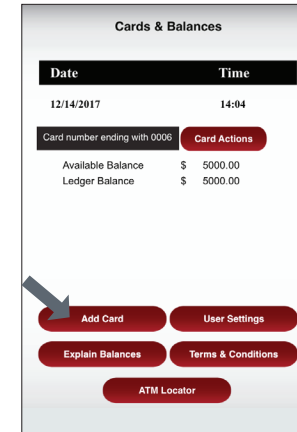 Cards & Balances
Date Time
12/14/2017 14:04
Card number ending with 0006 Card Actions
Available Balance $ 5000.00
Ledger Balance $ 5000.00
Add Card User Settings
Explain Balances Terms & Conditions
ATM Locator